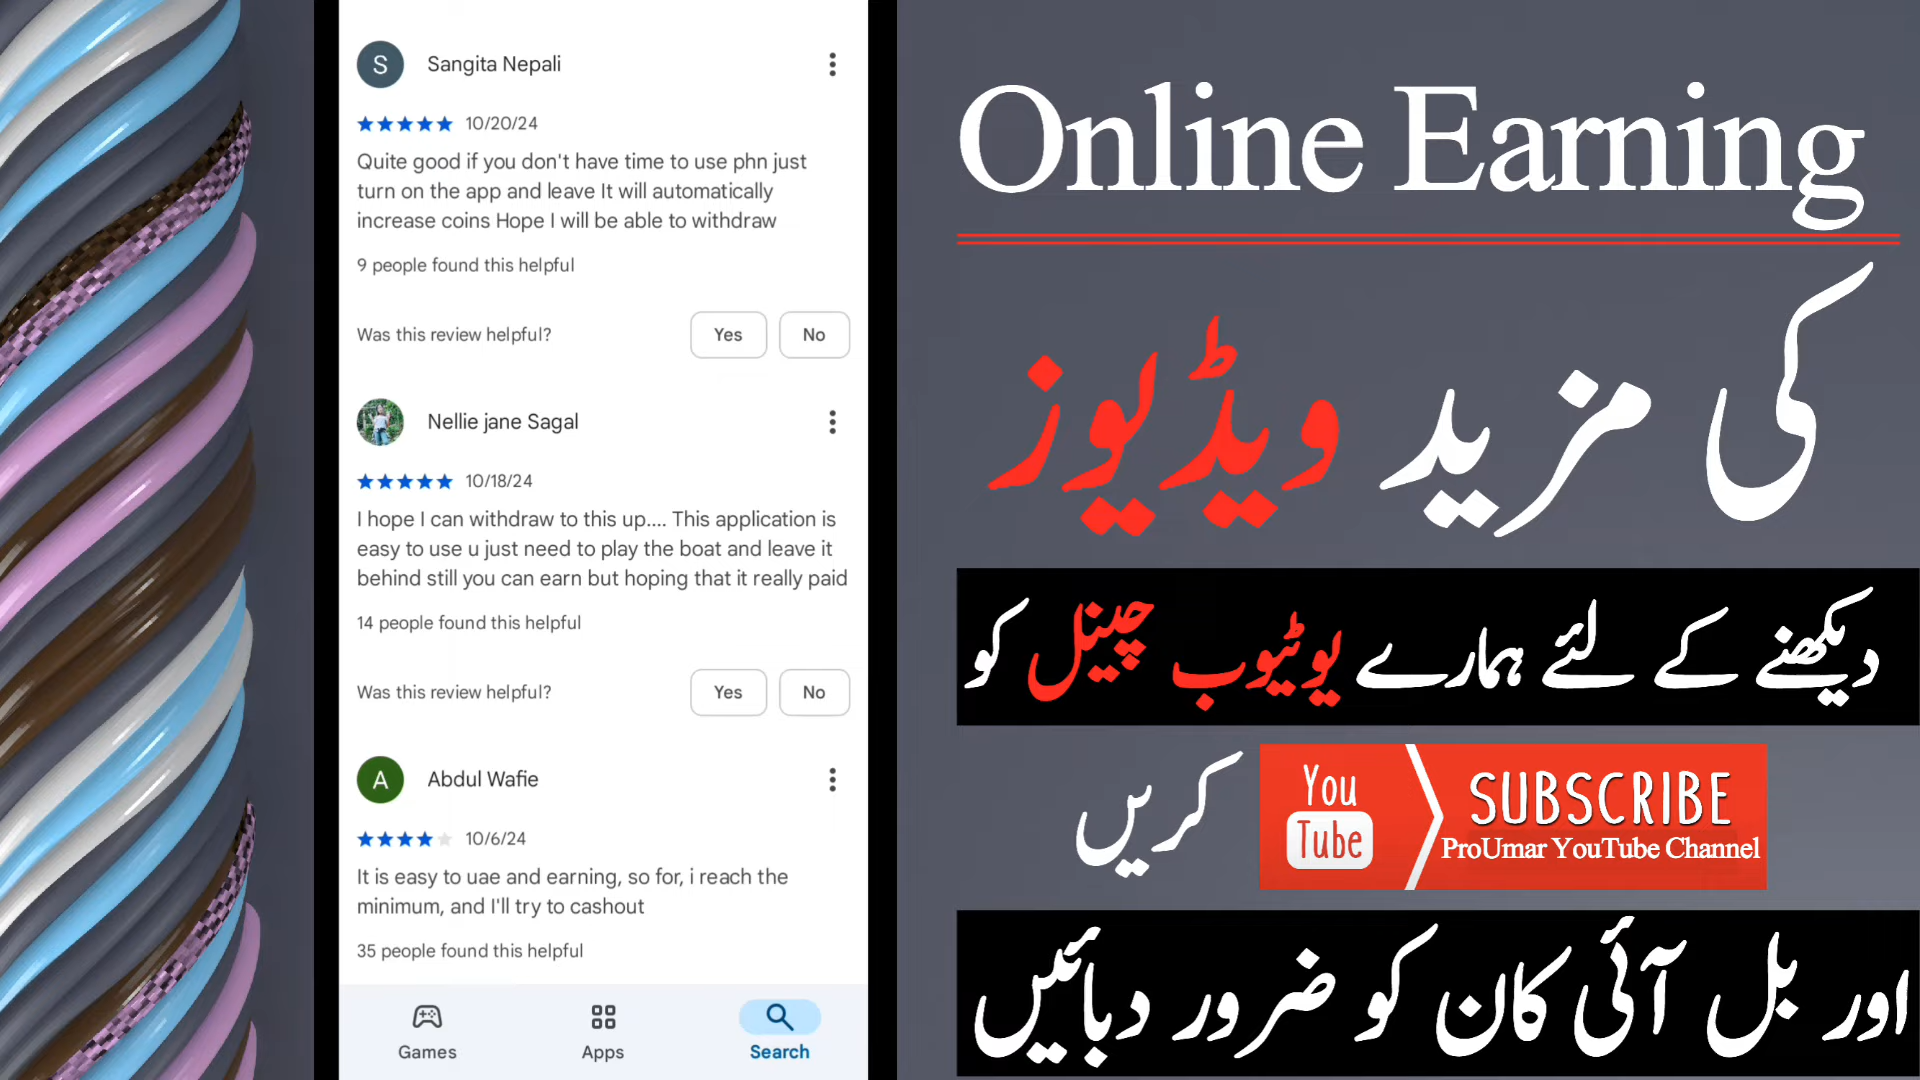 S
Sangita Nepali
10/20/24
Quite good if you don't have time to use phn just
turn on the app and leave It will automatically
increase coins Hope I will be able to withdraw
9 people found this helpful
Was this review helpful?
Yes
No
Nellie jane Sagal
10/18/24
I hope I can withdraw to this up.... This application is
easy to use u just need to play the boat and leave it
behind still you can earn but hoping that it really paid
14 people found this helpful
Was this review helpful?
Yes
No
A
Abdul Wafie
10/6/24
It is easy to uae and earning, so for, i reach the
minimum, and I'll try to cashout
35 people found this helpful
Games
Apps
Search
Online Earning
کی مزید ویڈیوز
دیکھنے کے لئے ہمارے یوٹیوب چینل کو
You
Tube
SUBSCRIBE
ProUmar YouTube Channel
کریں
اور بل آئی کان کو ضرور دبائیں